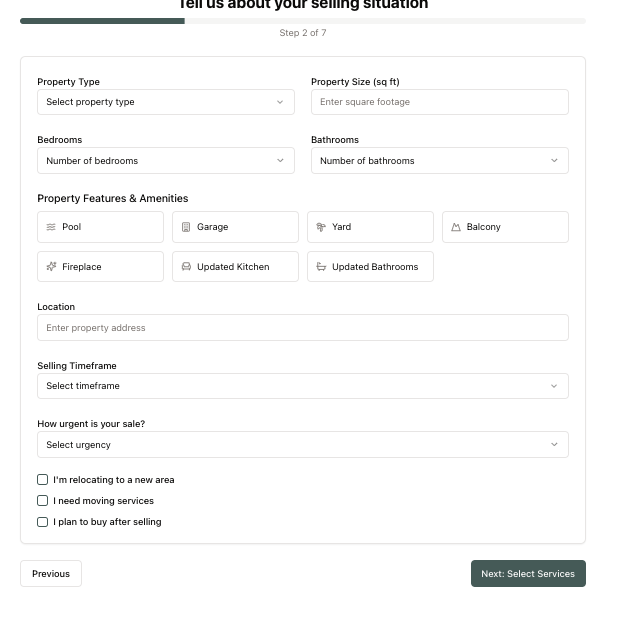 Tell us about your selling situation
Step 2 of 7
Property Type
Property Size (sq ft)
Select property type
Enter square footage
Bedrooms
Bathrooms
Number of bedrooms
Number of bathrooms
Property Features & Amenities
Pool
Garage
Yard
Balcony
Fireplace
Updated Kitchen
Updated Bathrooms
Location
Enter property address
Selling Timeframe
Select timeframe
How urgent is your sale?
Select urgency
I'm relocating to a new area
I need moving services
I plan to buy after selling
Previous
Next: Select Services